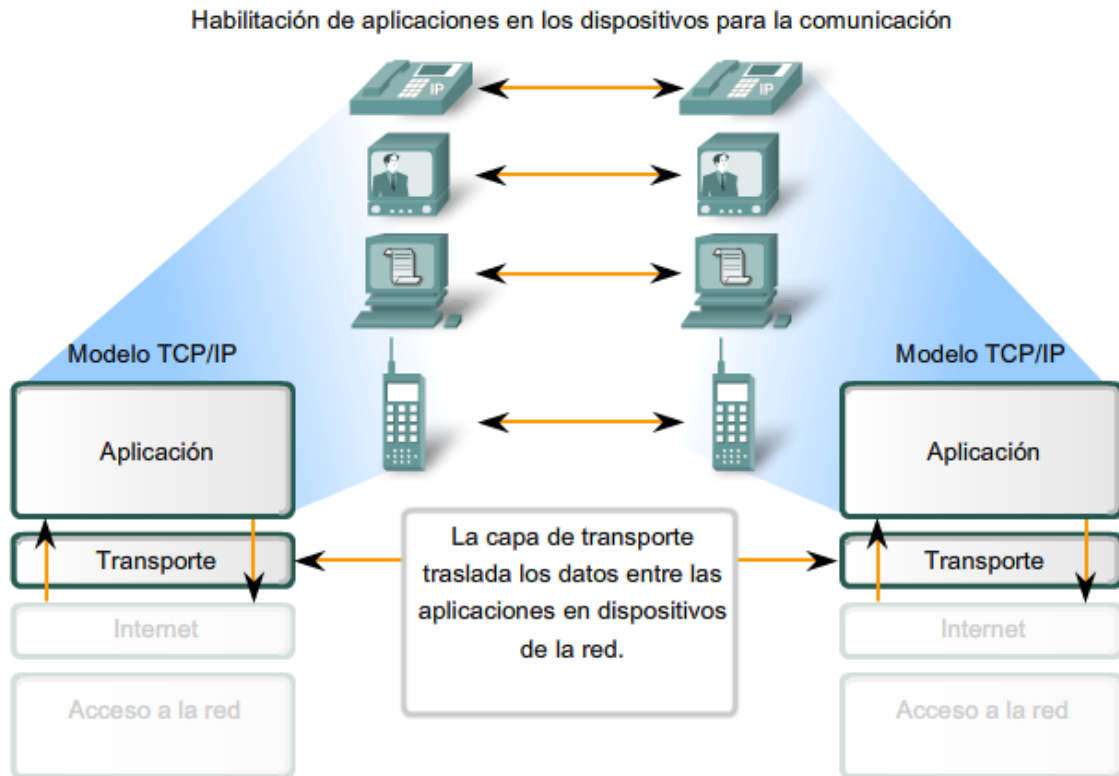 Habilitación de aplicaciones en los dispositivos para la comunicación
IP
IP
Modelo TCP/IP
Modelo TCP/IP
Aplicación
Aplicación
La capa de transporte
traslada los datos entre las
aplicaciones en dispositivos
de la red.
Transporte
Transporte
Internet
Internet
Acceso a la red
Acceso a la red